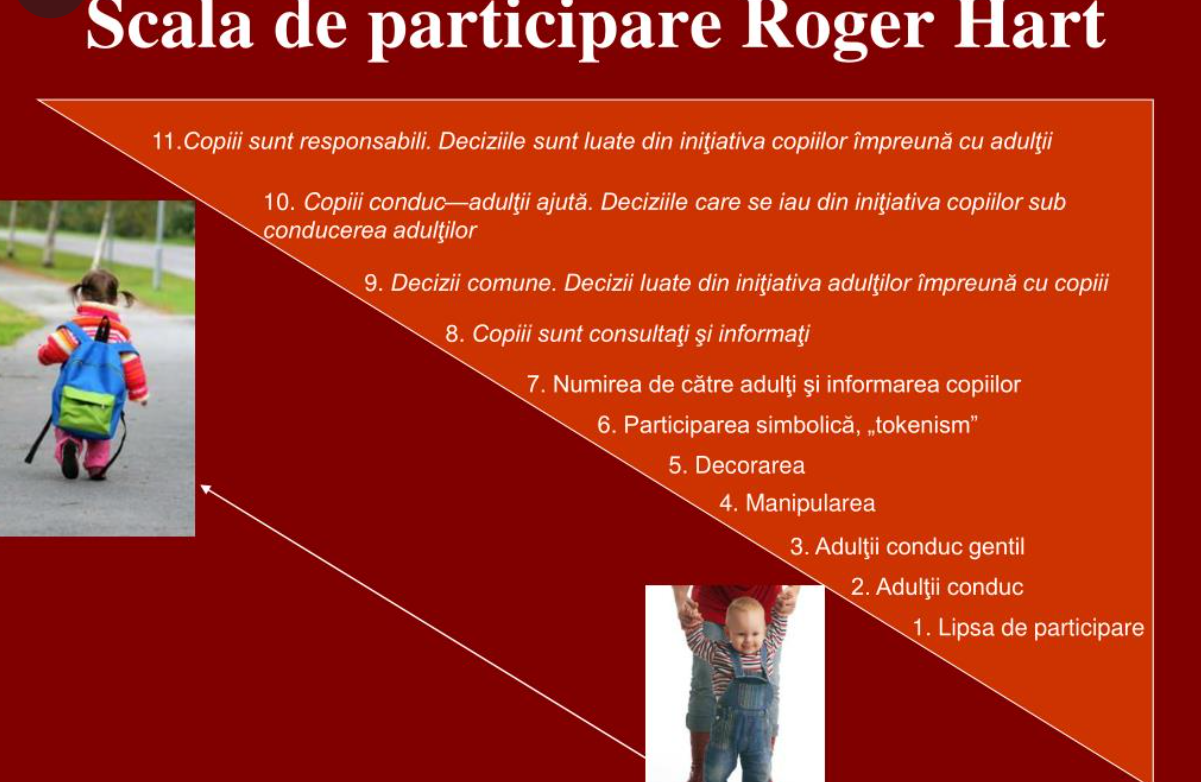 Scala de participare Roger Hart
11.Copiii sunt responsabili. Deciziile sunt luate din iniţiativa copiilor împreună cu adulţii
10. Copiii conduc—adulţii ajută. Deciziile care se iau din iniţiativa copiilor sub
conducerea adulţilor
9. Decizii comune. Decizii luate din iniţiativa adulţilor împreună cu copiii
8. Copiii sunt consultaţi şi informaţi
7. Numirea de către adulţi şi informarea copiilor
6. Participarea simbolică, „tokenism”
5. Decorarea
4. Manipularea
3. Adulţii conduc gentil
2. Adulţii conduc
1. Lipsa de participare